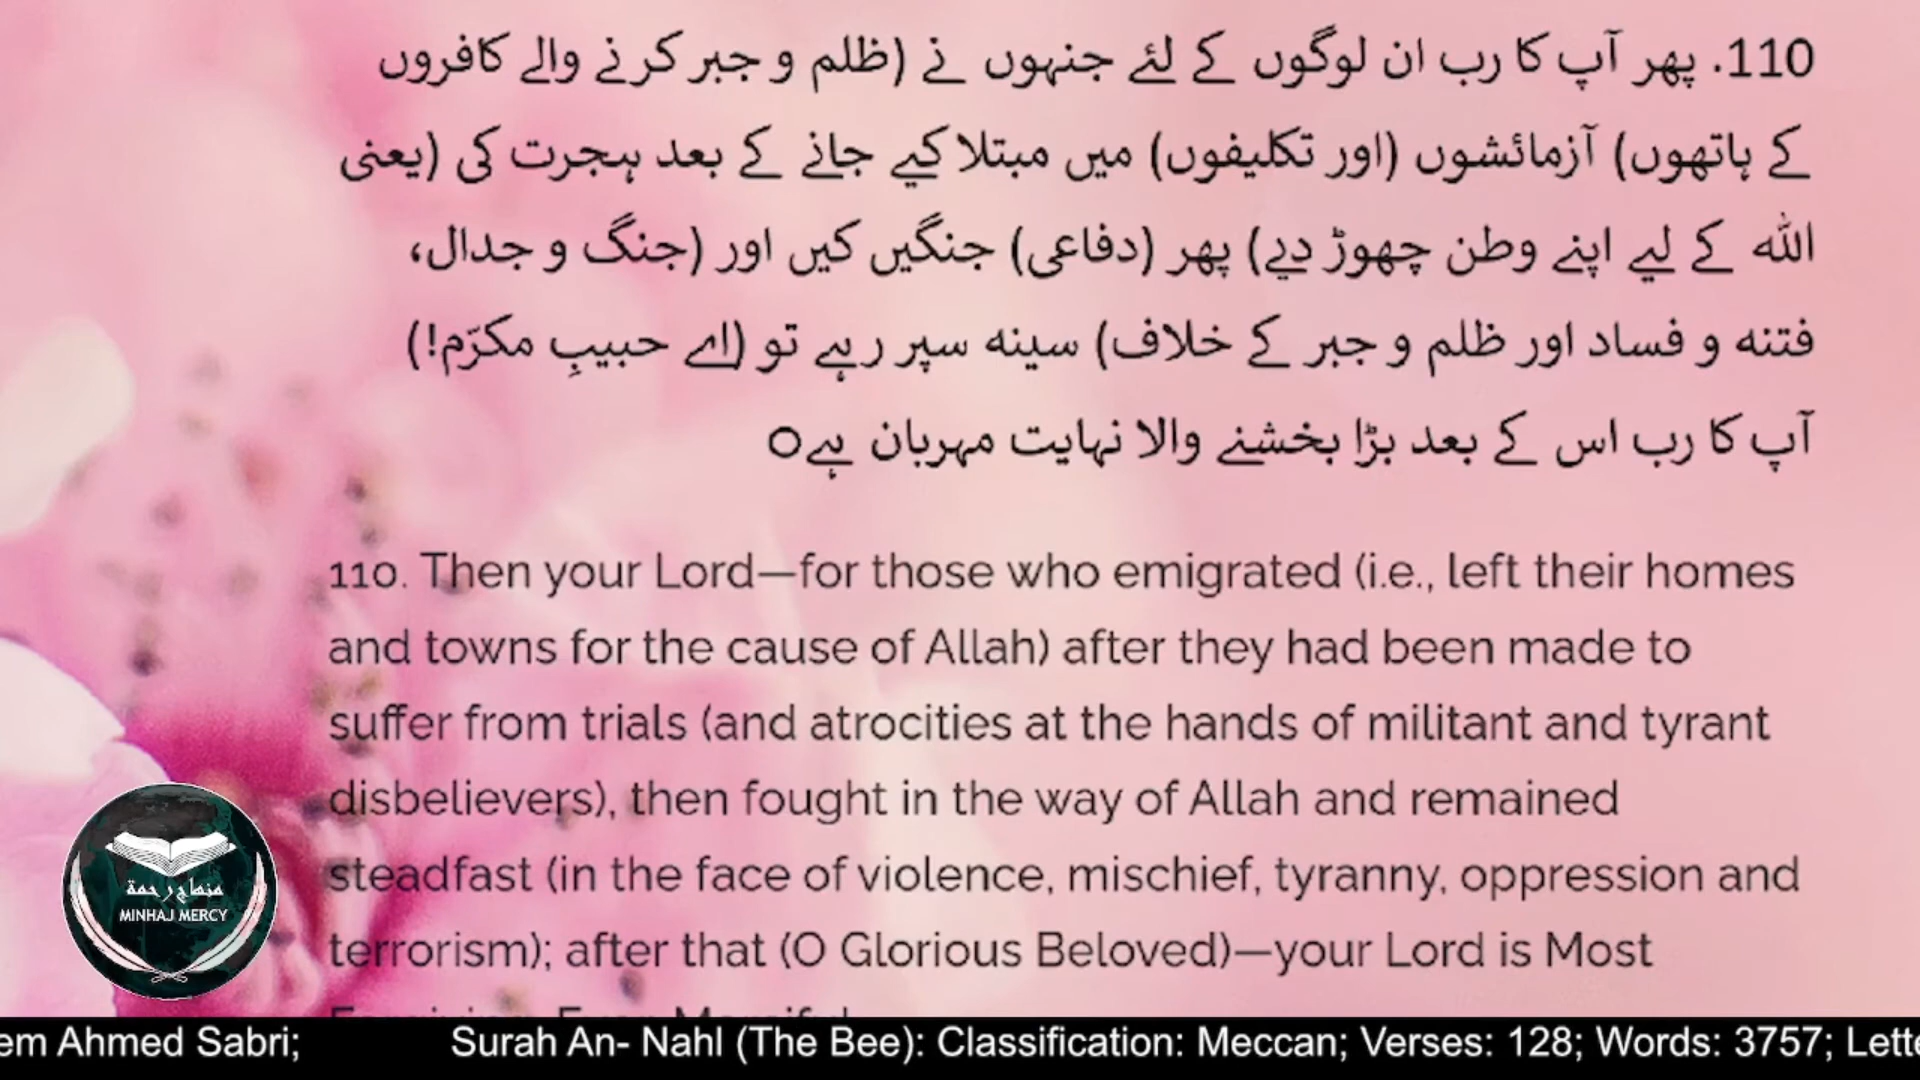 110. پھر آپ کا رب ان لوگوں کے لئے جنہوں نے (ظلم و جبر کرنے والے کافروں
کے ہاتھوں) آزمائشوں (اور تکلیفوں) میں مبتلا کیے جانے کے بعد ہجرت کی (یعنی
اللہ کے لیے اپنے وطن چھوڑ دیے) پھر (دفاعی) جنگیں کیں اور (جنگ و جدال،
فتنہ و فساد اور ظلم و جبر کے خلاف) سینہ سپر رہے تو (اے حبیبِ مکرّم!)
آپ کا رب اس کے بعد بڑا بخشنے والا نہایت مہربان ہے‎o
110. Then your Lord—for those who emigrated (i.e., left their homes
and towns for the cause of Allah) after they had been made to
suffer from trials (and atrocities at the hands of militant and tyrant
disbelievers), then fought in the way of Allah and remained
steadfast (in the face of violence, mischief, tyranny, oppression and
terrorism); after that (O Glorious Beloved)—your Lord is Most
منهاج رحمة
MINHAJ MERCY
em Ahmed Sabri; Surah An- Nahl (The Bee): Classification: Meccan; Verses: 128; Words: 3757; Lette